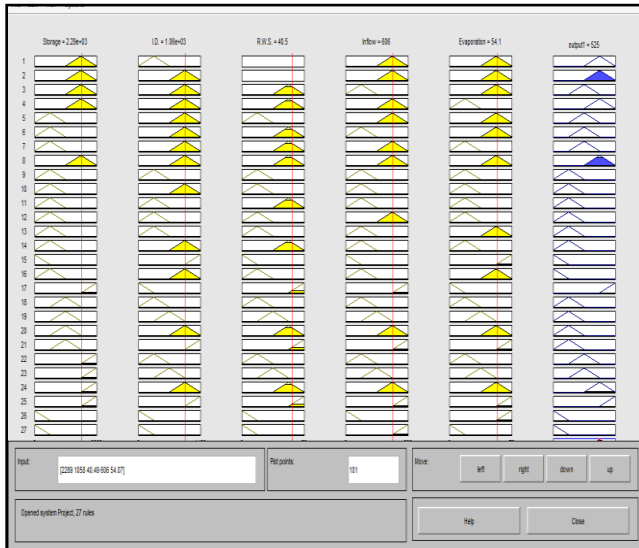 Storage = 2.29e+03
I.D. = 1.06e+03
R.W.S. = 40.5
Inflow = 606
Evaporation = 54.1
output1 = 525
1
2
3
4
5
6
7
8
9
10
11
12
13
14
15
16
17
18
19
20
21
22
23
24
25
26
27
Input:
[2289 1058 40.49 606 54.07]
Plot points:
101
Move:
left
right
down
up
Opened system Project, 27 rules
Help
Close